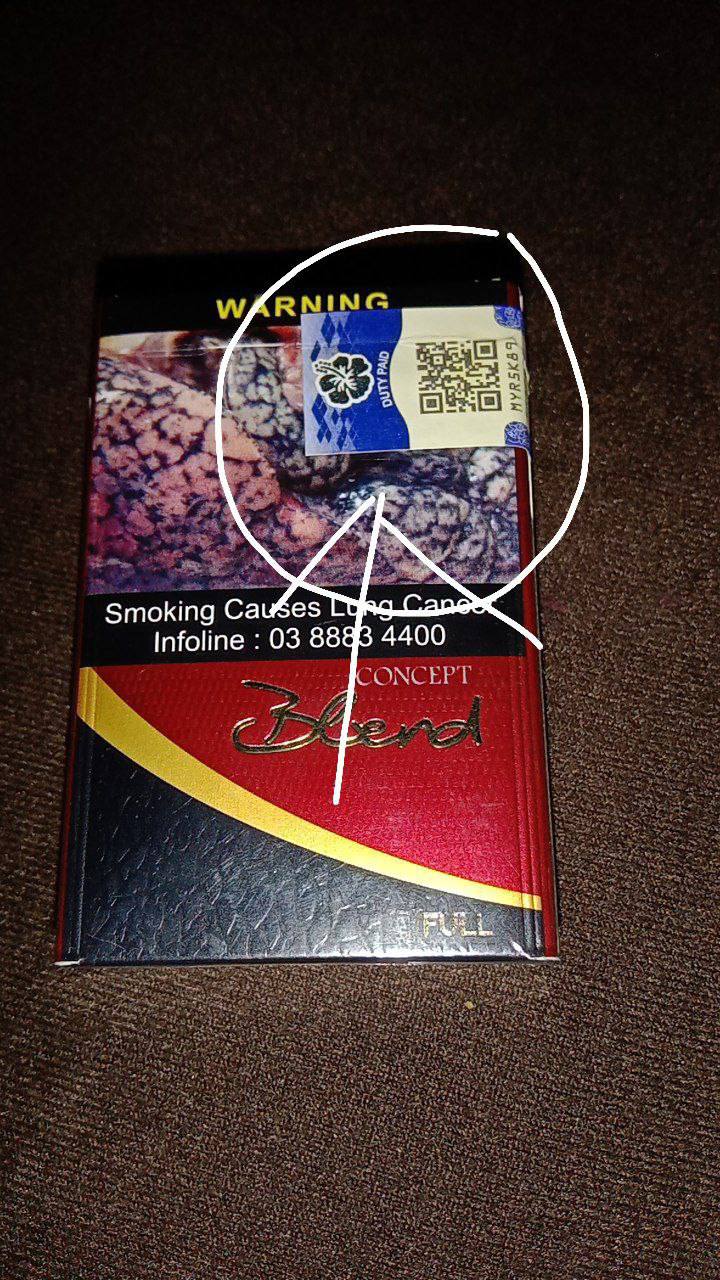 WARNING
DUTY PAID
MYR5K89
Smoking Causes Lung Cancer
Infoline : 03 8883 4400
CONCEPT
Blend
FULL